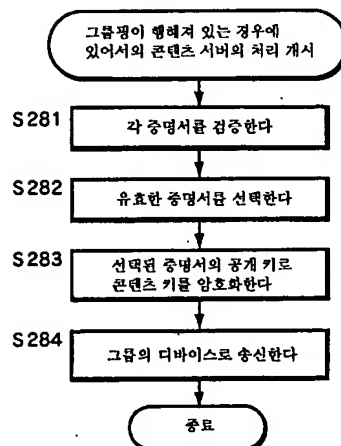 그룹핑이 행해져 있는 경우에
있어서의 콘텐츠 서버의 처리 개시
S281
각 증명서를 검증한다
S282
유효한 증명서를 선택한다
S283
선택된 증명서의 공개 키로
콘텐츠 키를 암호화한다
S284
그룹의 디바이스로 송신한다
종료